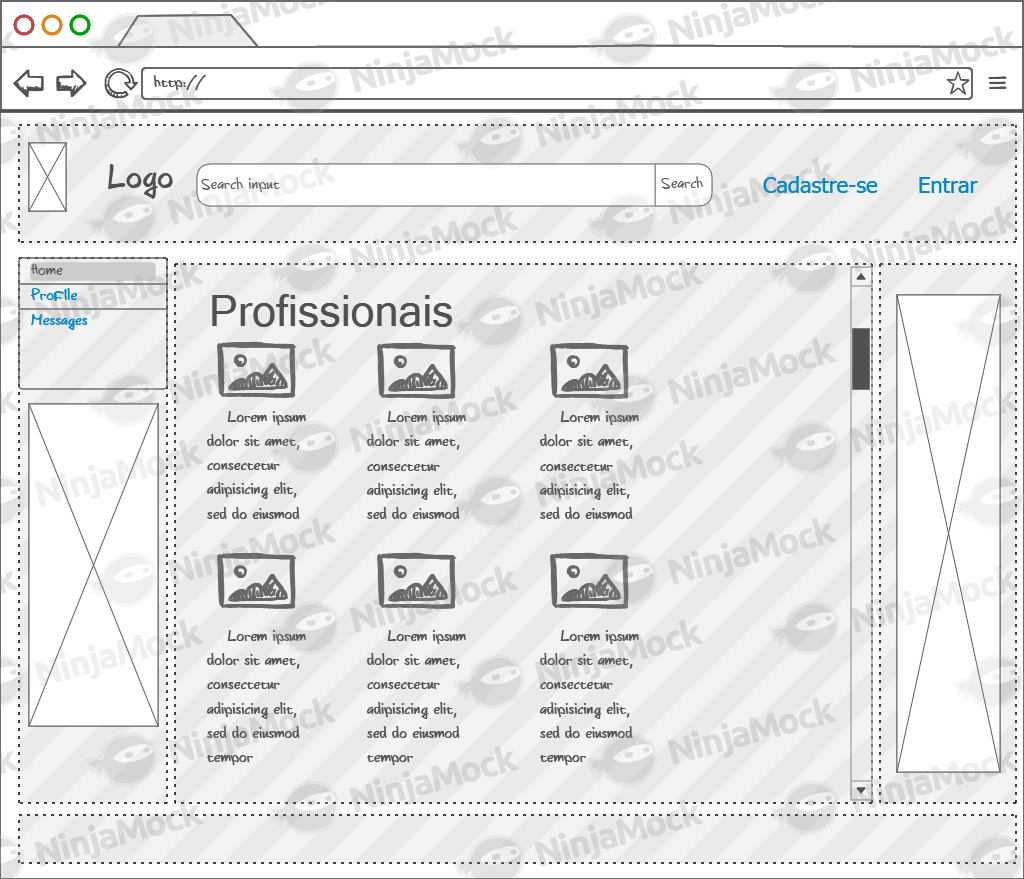 http://
Logo
Search input
Search
Cadastre-se
Entrar
Home
Profile
Messages
Profissionais
Lorem ipsum
dolor sit amet,
consectetur
adipisicing elit,
sed do eiusmod
Lorem ipsum
dolor sit amet,
consectetur
adipisicing elit,
sed do eiusmod
Lorem ipsum
dolor sit amet,
consectetur
adipisicing elit,
sed do eiusmod
Lorem ipsum
dolor sit amet,
consectetur
adipisicing elit,
sed do eiusmod
tempor
Lorem ipsum
dolor sit amet,
consectetur
adipisicing elit,
sed do eiusmod
tempor
Lorem ipsum
dolor sit amet,
consectetur
adipisicing elit,
sed do eiusmod
tempor
NinjaMock